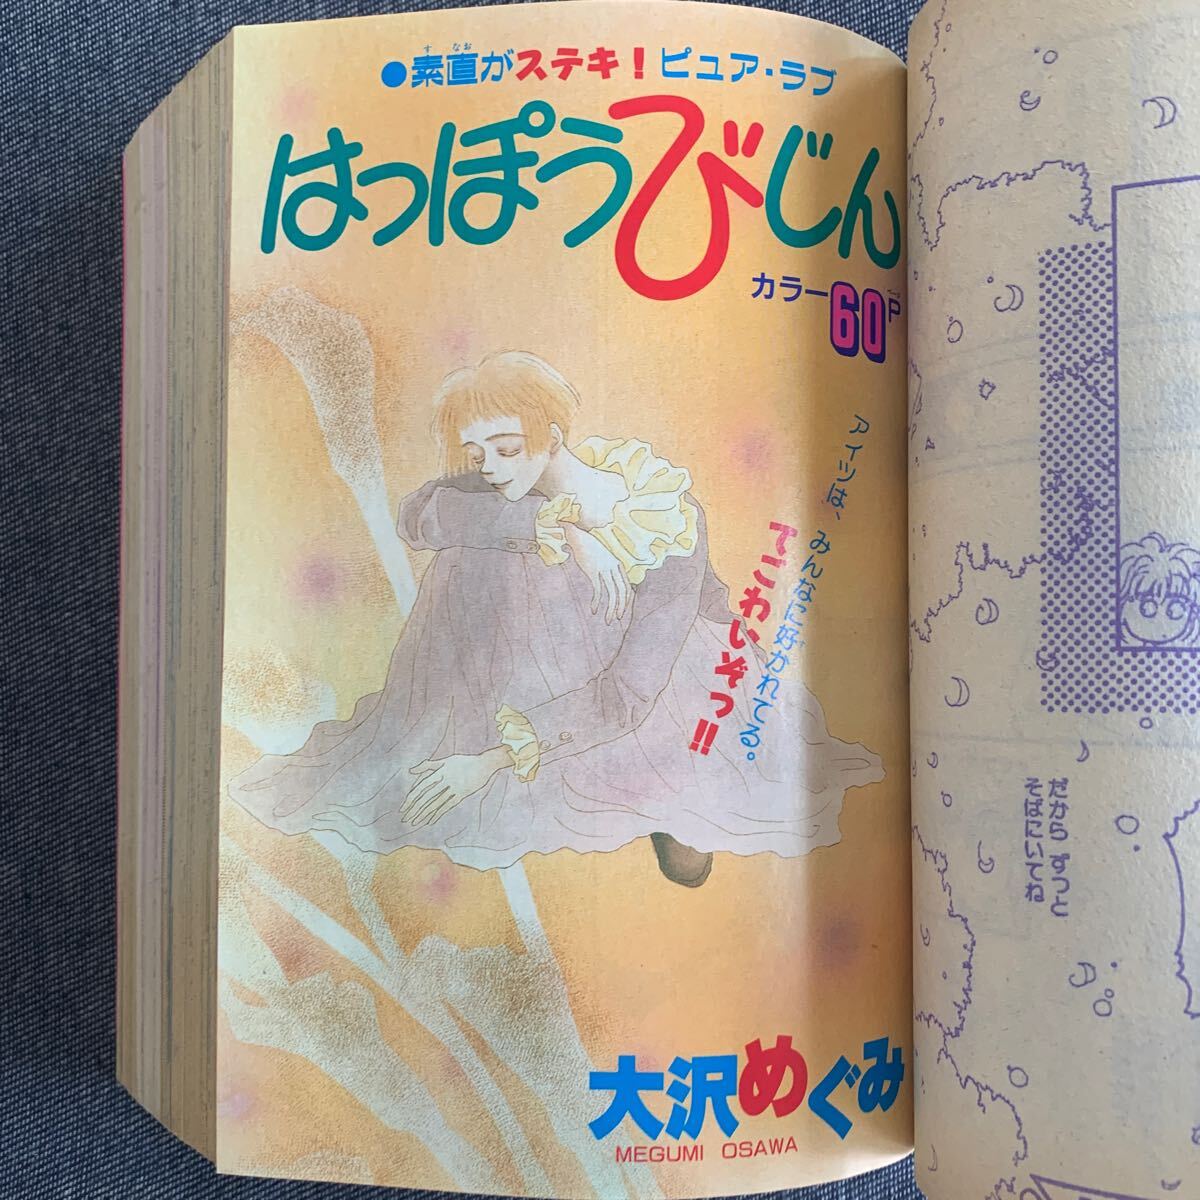 ●素直がステキ！ピュア・ラブ
はっぽうびじん
カラー60P
アイツは、みんなに好かれてる。
てごわいぞっ!!
大沢めぐみ
MEGUMI OSAWA
だから ずっと
そばにいてね